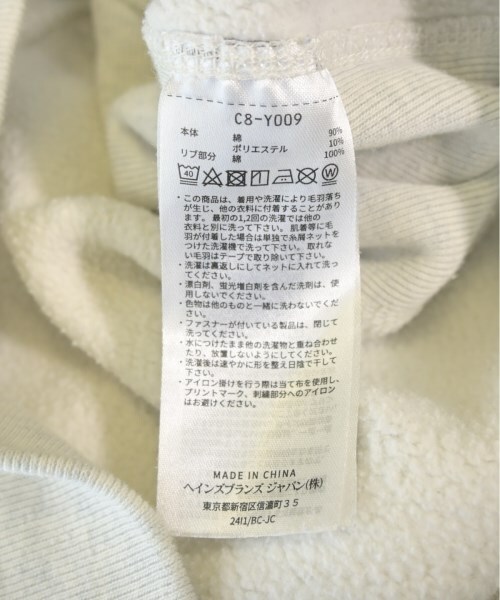 C8-Y009
本体 綿 90%
ポリエステル 10%
リブ部分 綿 100%
40
・この商品は、着用や洗濯により毛羽落ち
が生じ、他の衣料に付着することがあり
ます。最初の1,2回の洗濯では他の
衣料と別に洗って下さい。肌着等に毛
羽が付着した場合は単独で糸屑ネットを
つけた洗濯機で洗って下さい。取れな
い毛羽はテープで取り除いて下さい。
・洗濯は裏返しにしてネットに入れて洗っ
てください。
・漂白剤、蛍光増白剤を含んだ洗剤は、使
用しないでください。
・色物は他のものと一緒に洗わないでくだ
さい。
・ファスナーが付いている製品は、閉じて
洗ってください。
・水につけたまま他の洗濯物と重ね合わせ
たり、放置しないようにしてください。
・洗濯後は速やかに形を整え日陰で干して
下さい。
・アイロン掛けを行う際は当て布を使用し、
プリントマーク、刺繍部分へのアイロン
はお避けください。
MADE IN CHINA
ヘインズブランズ ジャパン(株)
東京都新宿区信濃町35
24I1/BC-JC